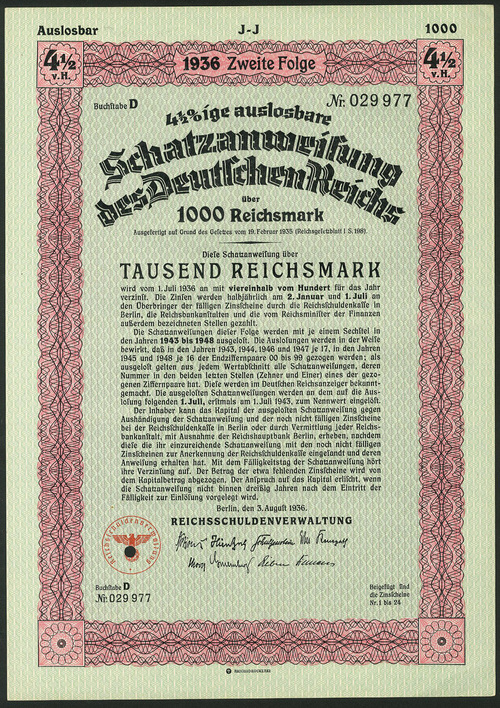 Auslosbar J-J 1000
4½ v.H. 1936 Zweite Folge 4½ v.H.
Buchstabe D Nr. 029977
4½%ige auslosbare
Schatzanweisung
des Deutschen Reichs
über
1000 Reichsmark
Ausgefertigt auf Grund des Gesetzes vom 19. Februar 1935 (Reichsgesetzblatt I S. 198).
Diese Schatzanweisung über
TAUSEND REICHSMARK
wird vom 1. Juli 1936 an mit viereinhalb vom Hundert für das Jahr
verzinst. Die Zinsen werden halbjährlich am 2. Januar und 1. Juli an
den Überbringer der fälligen Zinsscheine durch die Reichsschuldenkasse in
Berlin, die Reichsbankanstalten und die vom Reichsminister der Finanzen
außerdem bezeichneten Stellen gezahlt.
Die Schatzanweisungen dieser Folge werden mit je einem Sechstel in
den Jahren 1943 bis 1948 ausgelost. Die Auslosungen werden in der Weise
bewirkt, daß in den Jahren 1943, 1944, 1946 und 1947 je 17, in den Jahren
1945 und 1948 je 16 der Endziffernpaare 00 bis 99 gezogen werden; als
ausgelost gelten aus jedem Wertabschnitt alle Schatzanweisungen, deren
Nummer in den beiden letzten Stellen (Zehner und Einer) eines der gezo-
genen Ziffernpaare hat. Diese werden im Deutschen Reichsanzeiger bekannt-
gemacht. Die ausgelosten Schatzanweisungen werden an dem auf die Aus-
losung folgenden 1. Juli, erstmals am 1. Juli 1943, zum Nennwert eingelöst.
Der Inhaber kann das Kapital der ausgelosten Schatzanweisung gegen
Aushändigung der Schatzanweisung und der noch nicht fälligen Zinsscheine
bei der Reichsschuldenkasse in Berlin oder durch Vermittlung jeder Reichs-
bankanstalt, mit Ausnahme der Reichshauptbank Berlin, erheben, nachdem
diese die ihr einzureichende Schatzanweisung mit den noch nicht fälligen
Zinsscheinen zur Anerkennung der Reichsschuldenkasse eingesandt und deren
Anweisung erhalten hat. Mit dem Fälligkeitstag der Schatzanweisung hört
ihre Verzinsung auf. Der Betrag der etwa fehlenden Zinsscheine wird von
dem Kapitalbetrag abgezogen. Der Anspruch auf das Kapital erlischt, wenn
die Schatzanweisung nicht binnen dreißig Jahren nach dem Eintritt der
Fälligkeit zur Einlösung vorgelegt wird.
Berlin, den 3. August 1936.
REICHSSCHULDENVERWALTUNG
Reichsschuldenverwaltung
Buchstabe D
Nr. 029977
Beigefügt sind
die Zinsscheine
Nr. 1 bis 24
REICHSDRUCKEREI